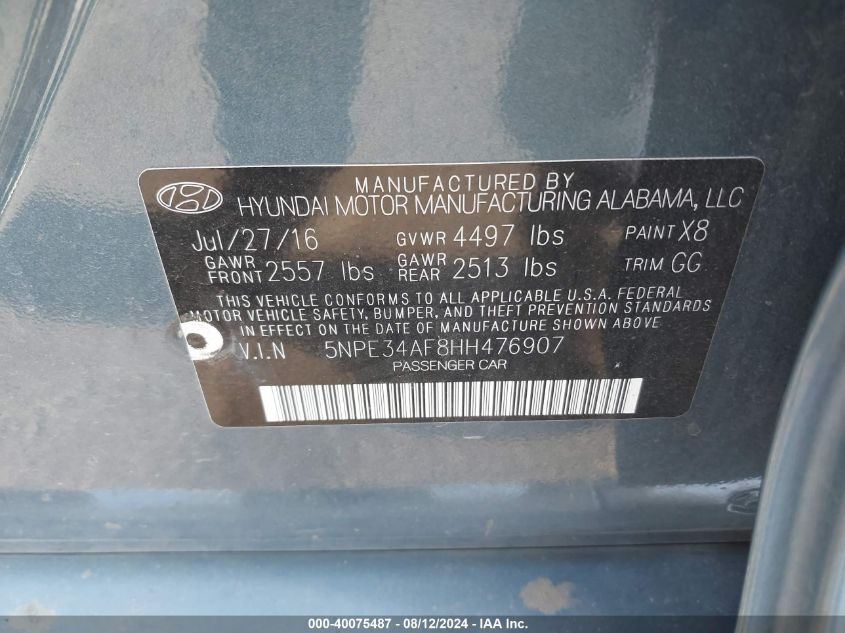 MANUFACTURED BY
HYUNDAI MOTOR MANUFACTURING ALABAMA, LLC
Jul/27/16 GVWR 4497 lbs PAINT X8
GAWR FRONT 2557 lbs GAWR REAR 2513 lbs TRIM GG
THIS VEHICLE CONFORMS TO ALL APPLICABLE U.S.A. FEDERAL
MOTOR VEHICLE SAFETY, BUMPER, AND THEFT PREVENTION STANDARDS
IN EFFECT ON THE DATE OF MANUFACTURE SHOWN ABOVE.
V.I.N 5NPE34AF8HH476907
PASSENGER CAR
000-40075487 - 08/12/2024 - IAA Inc.